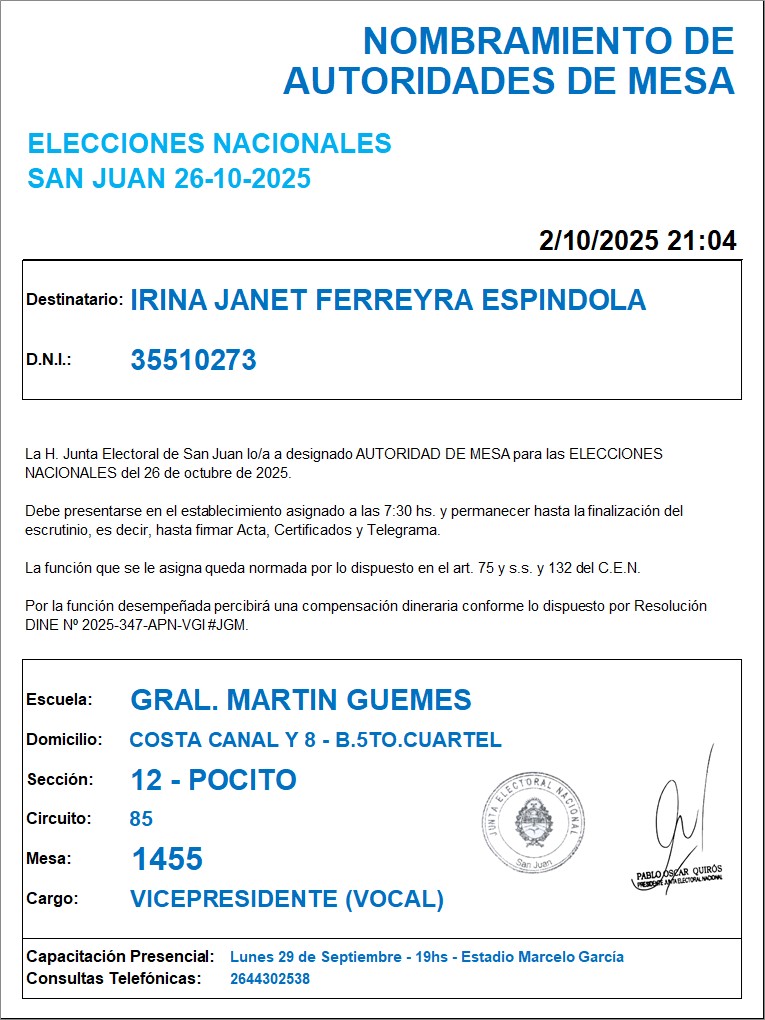 NOMBRAMIENTO DE
AUTORIDADES DE MESA
ELECCIONES NACIONALES
SAN JUAN 26-10-2025
2/10/2025 21:04
Destinatario: IRINA JANET FERREYRA ESPINDOLA
D.N.I.: 35510273
La H. Junta Electoral de San Juan lo/a a designado AUTORIDAD DE MESA para las ELECCIONES
NACIONALES del 26 de octubre de 2025.
Debe presentarse en el establecimiento asignado a las 7:30 hs. y permanecer hasta la finalización del
escrutinio, es decir, hasta firmar Acta, Certificados y Telegrama.
La función que se le asigna queda normada por lo dispuesto en el art. 75 y s.s. y 132 del C.E.N.
Por la función desempeñada percibirá una compensación dineraria conforme lo dispuesto por Resolución
DINE Nº 2025-347-APN-VGI#JGM.
Escuela: GRAL. MARTIN GUEMES
Domicilio: COSTA CANAL Y 8 - B.5TO.CUARTEL
Sección: 12 - POCITO
Circuito: 85
Mesa: 1455
Cargo: VICEPRESIDENTE (VOCAL)
JUNTA ELECTORAL NACIONAL
San Juan
PABLO OSCAR QUIRÓS
PRESIDENTE JUNTA ELECTORAL NACIONAL
Capacitación Presencial: Lunes 29 de Septiembre - 19hs - Estadio Marcelo García
Consultas Telefónicas: 2644302538